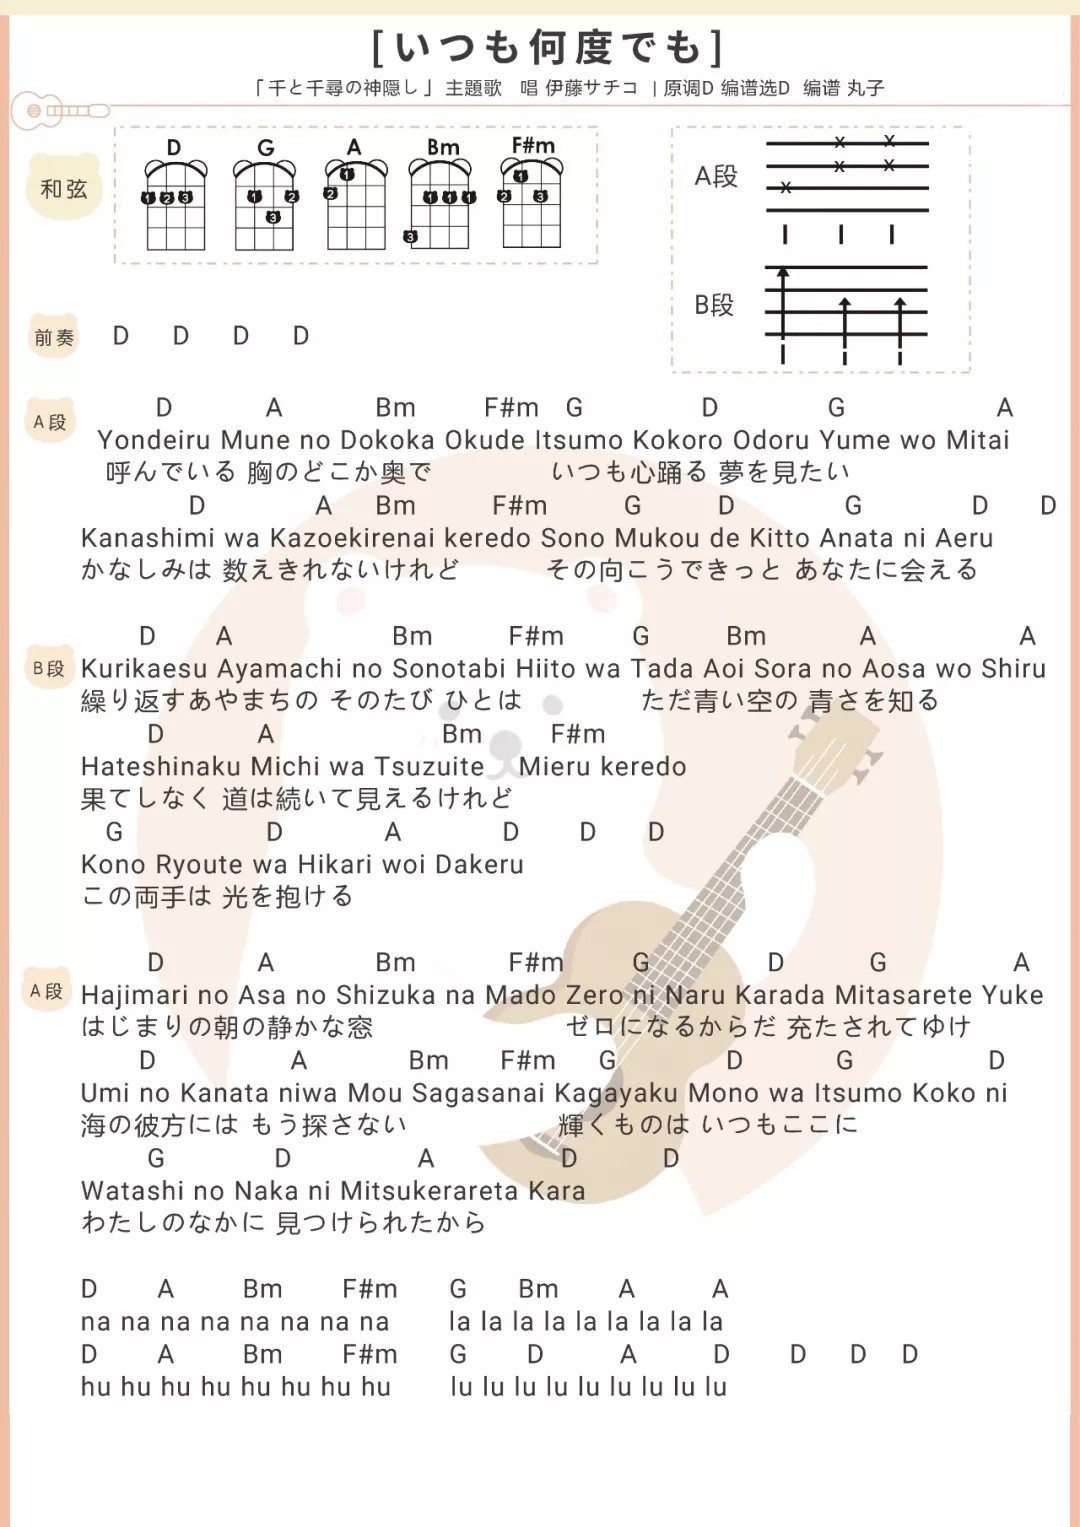 [いつも何度でも]
「千と千尋の神隠し」 主題歌 唱 伊藤サチコ | 原调D 编谱选D 编谱 丸子
和弦
D G A Bm F#m
1 2 3 1 2 3 1 2 1 1 1 3 1 2 3
A段
x x x
x x
B段
前奏 D D D D
D A Bm F#m G D G A
A段 Yondeiru Mune no Dokoka Okude Itsumo Kokoro Odoru Yume wo Mitai
呼んでいる 胸のどこか奥で いつも心踊る 夢を見たい
D A Bm F#m G D G D D
Kanashimi wa Kazoekirenai keredo Sono Mukou de Kitto Anata ni Aeru
かなしみは 数えきれないけれど その向こうできっと あなたに会える
D A Bm F#m G Bm A A
B段 Kurikaesu Ayamachi no Sonotabi Hiito wa Tada Aoi Sora no Aosa wo Shiru
繰り返すあやまちの そのたび ひとは ただ青い空の 青さを知る
D A Bm F#m
Hateshinaku Michi wa Tsuzuite Mieru keredo
果てしなく 道は続いて見えるけれど
G D A D D D
Kono Ryoute wa Hikari woi Dakeru
この両手は 光を抱ける
D A Bm F#m G D G A
A段 Hajimari no Asa no Shizuka na Mado Zero ni Naru Karada Mitasarete Yuke
はじまりの朝の静かな窓 ゼロになるからだ 充たされてゆけ
D A Bm F#m G D G D
Umi no Kanata niwa Mou Sagasanai Kagayaku Mono wa Itsumo Koko ni
海の彼方には もう探さない 輝くものは いつもここに
G D A D D
Watashi no Naka ni Mitsukerareta Kara
わたしのなかに 見つけられたから
D A Bm F#m G Bm A A
na na na na na na na na la la la la la la la la la
D A Bm F#m G D A D D D D
hu hu hu hu hu hu hu hu lu lu lu lu lu lu lu lu lu